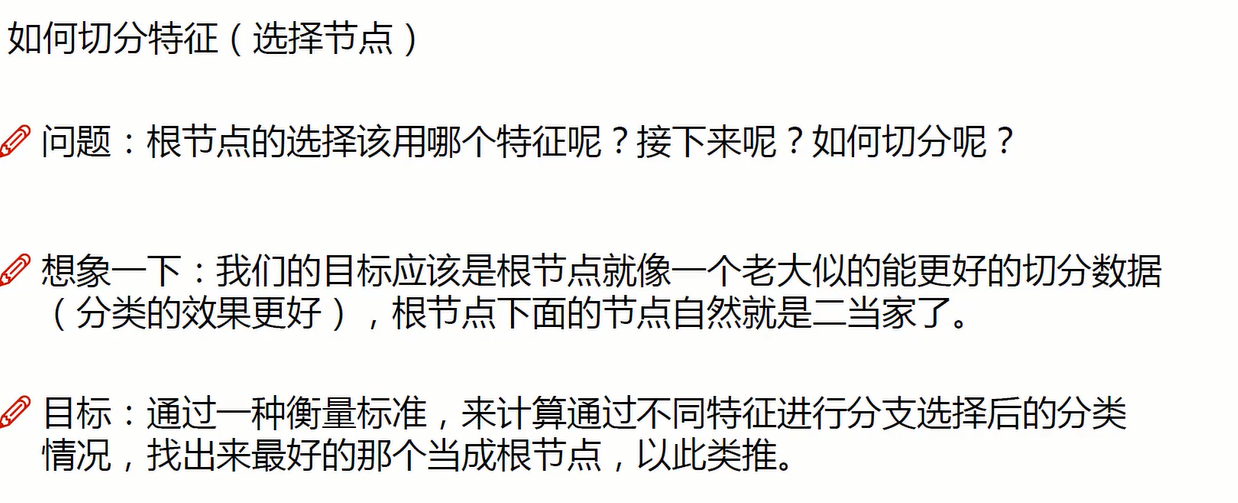 如何切分特征（选择节点）
问题：根节点的选择该用哪个特征呢？接下来呢？如何切分呢？
想象一下：我们的目标应该是根节点就像一个老大似的能更好的切分数据
（分类的效果更好），根节点下面的节点自然就是二当家了。
目标：通过一种衡量标准，来计算通过不同特征进行分支选择后的分类
情况，找出来最好的那个当成根节点，以此类推。